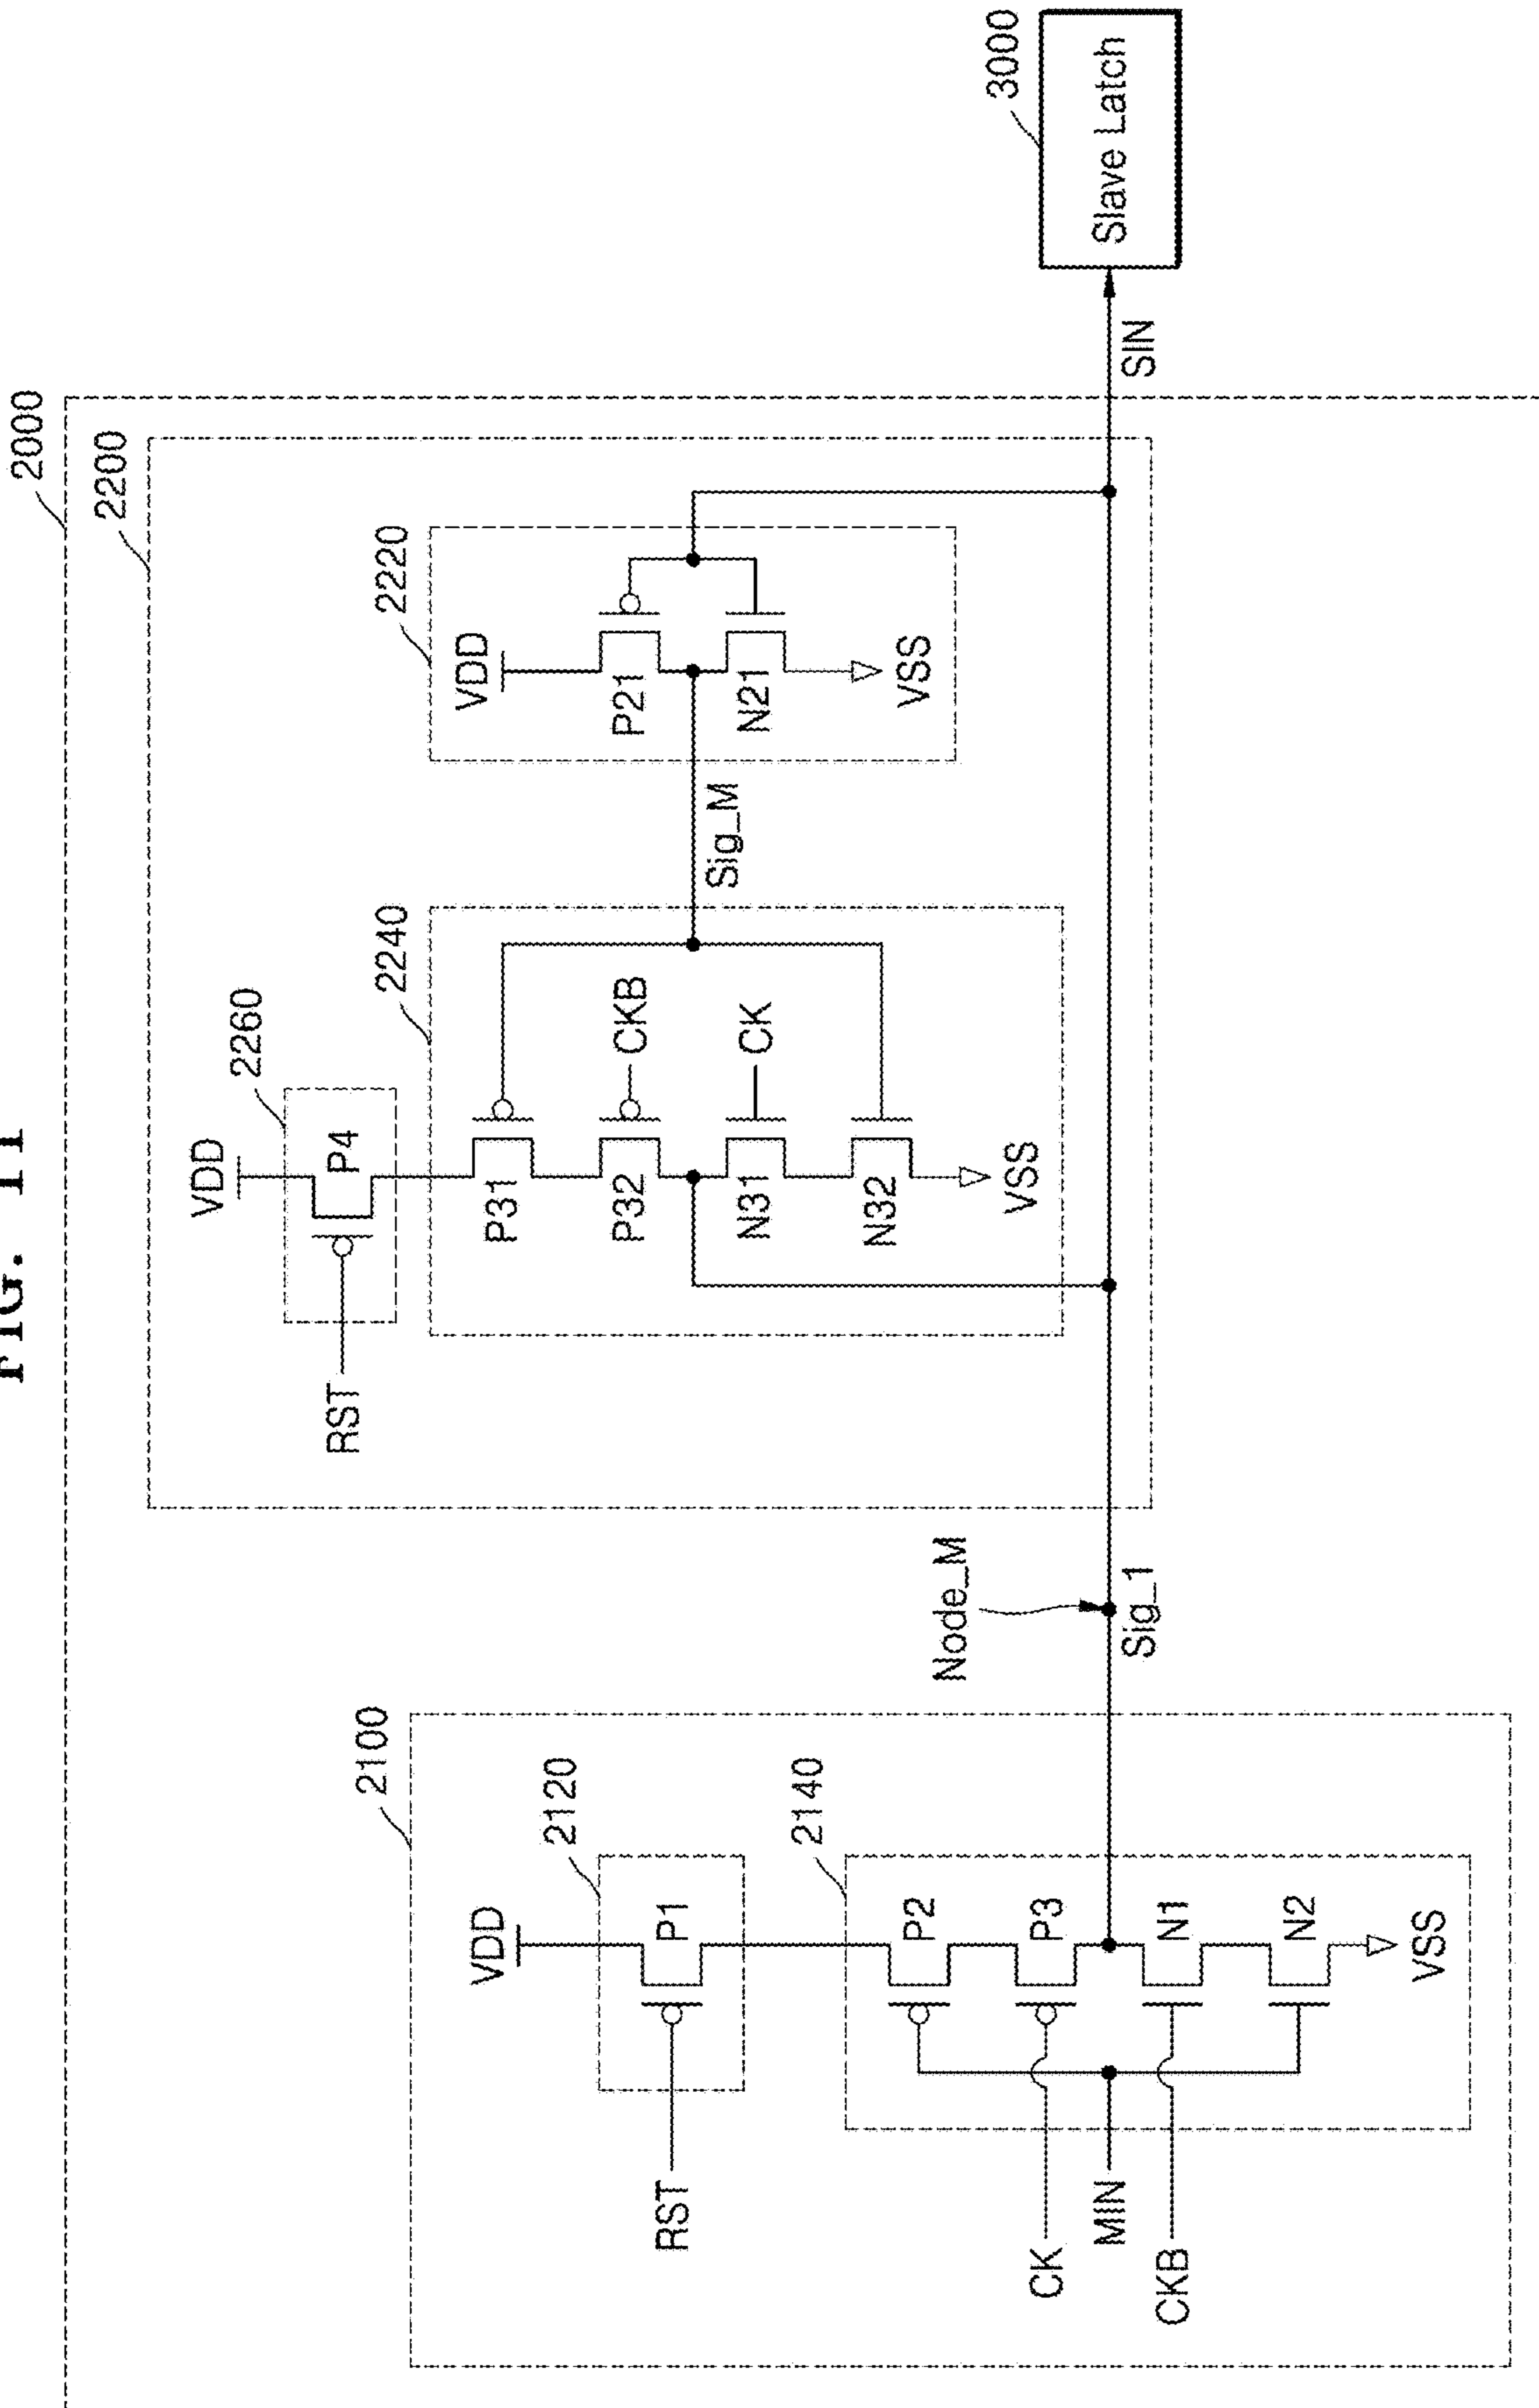 FIG. 11
2000
2200
2260
VDD
P4
RST
2240
P31
P32
CKB
N31
CK
N32
VSS
Sig_M
2220
VDD
P21
N21
VSS
3000
Slave Latch
SIN
Node_M
Sig_1
2100
2120
VDD
P1
RST
2140
P2
P3
N1
N2
VSS
CK
MIN
CKB